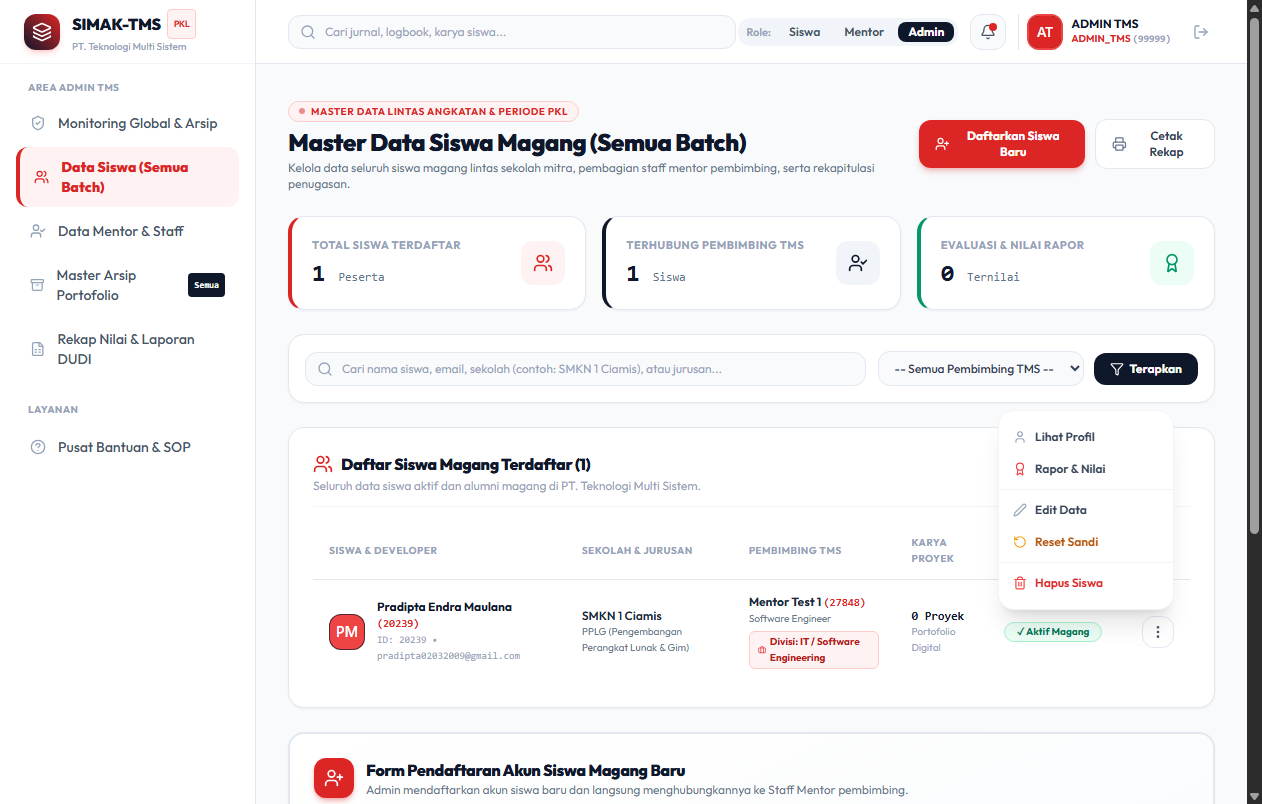 SIMAK-TMS PKL
PT. Teknologi Multi Sistem
Cari jurnal, logbook, karya siswa...
Role: Siswa Mentor Admin
AT
ADMIN TMS
ADMIN_TMS (99999)
AREA ADMIN TMS
Monitoring Global & Arsip
Data Siswa (Semua
Batch)
Data Mentor & Staff
Master Arsip
Portofolio
Semua
Rekap Nilai & Laporan
DUDI
LAYANAN
Pusat Bantuan & SOP
MASTER DATA LINTAS ANGKATAN & PERIODE PKL
Master Data Siswa Magang (Semua Batch)
Kelola data seluruh siswa magang lintas sekolah mitra, pembagian staff mentor pembimbing, serta rekapitulasi
penugasan.
Daftarkan Siswa
Baru
Cetak
Rekap
TOTAL SISWA TERDAFTAR
1 Peserta
TERHUBUNG PEMBIMBING TMS
1 Siswa
EVALUASI & NILAI RAPOR
0 Ternilai
Cari nama siswa, email, sekolah (contoh: SMKN 1 Ciamis), atau jurusan...
-- Semua Pembimbing TMS --
Terapkan
Daftar Siswa Magang Terdaftar (1)
Seluruh data siswa aktif dan alumni magang di PT. Teknologi Multi Sistem.
Lihat Profil
Rapor & Nilai
Edit Data
Reset Sandi
Hapus Siswa
SISWA & DEVELOPER
SEKOLAH & JURUSAN
PEMBIMBING TMS
KARYA
PROYEK
PM
Pradipta Endra Maulana
(20239)
ID: 20239 •
pradipta02032009@gmail.com
SMKN 1 Ciamis
PPLG (Pengembangan
Perangkat Lunak & Gim)
Mentor Test 1 (27848)
Software Engineer
Divisi: IT / Software
Engineering
0 Proyek
Portofolio
Digital
✓ Aktif Magang
Form Pendaftaran Akun Siswa Magang Baru
Admin mendaftarkan akun siswa baru dan langsung menghubungkannya ke Staff Mentor pembimbing.